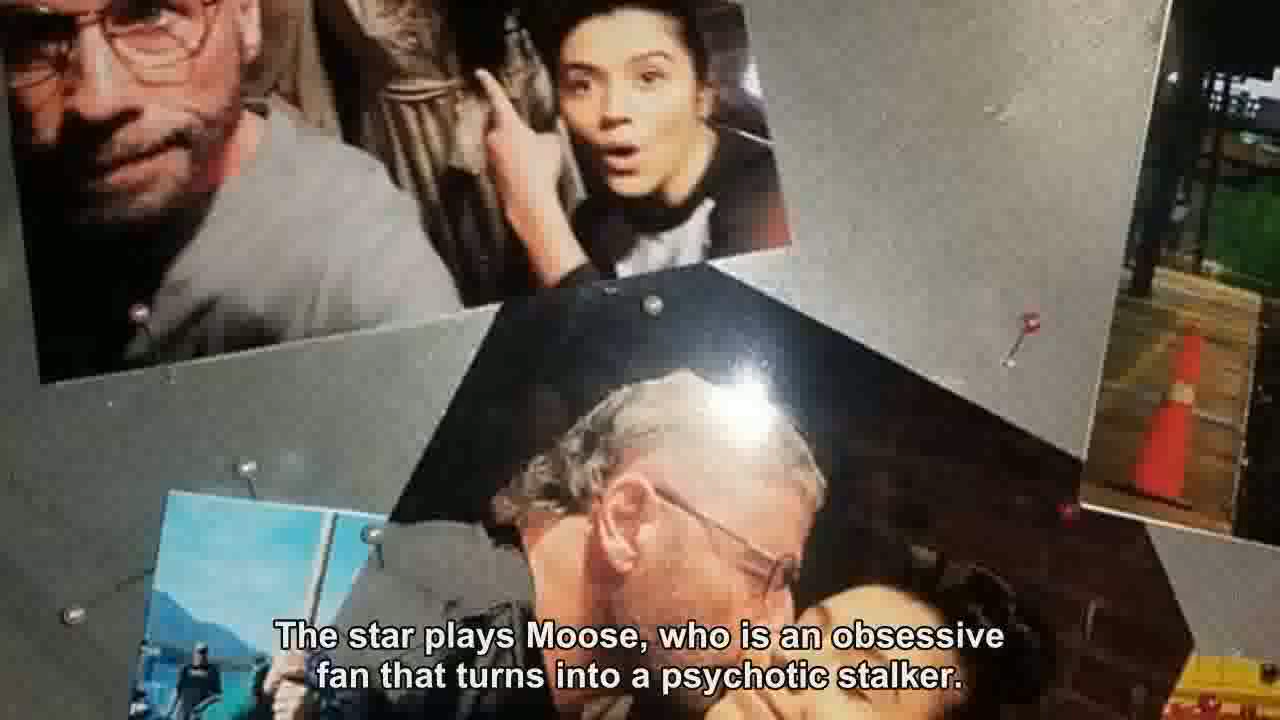 The star plays Moose, who is an obsessive
fan that turns into a psychotic stalker.